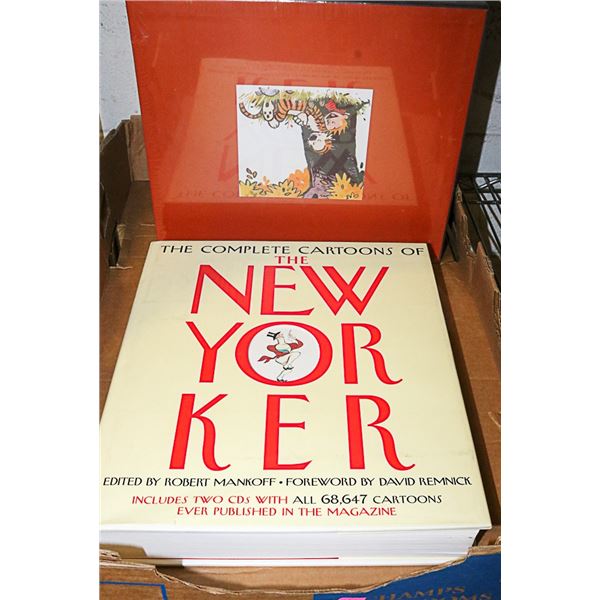 THE COMPLETE CARTOONS OF
THE
NEW
YOR
KER
EDITED BY ROBERT MANKOFF • FOREWORD BY DAVID REMNICK
INCLUDES TWO CDS WITH ALL 68,647 CARTOONS
EVER PUBLISHED IN THE MAGAZINE
CHAMPS